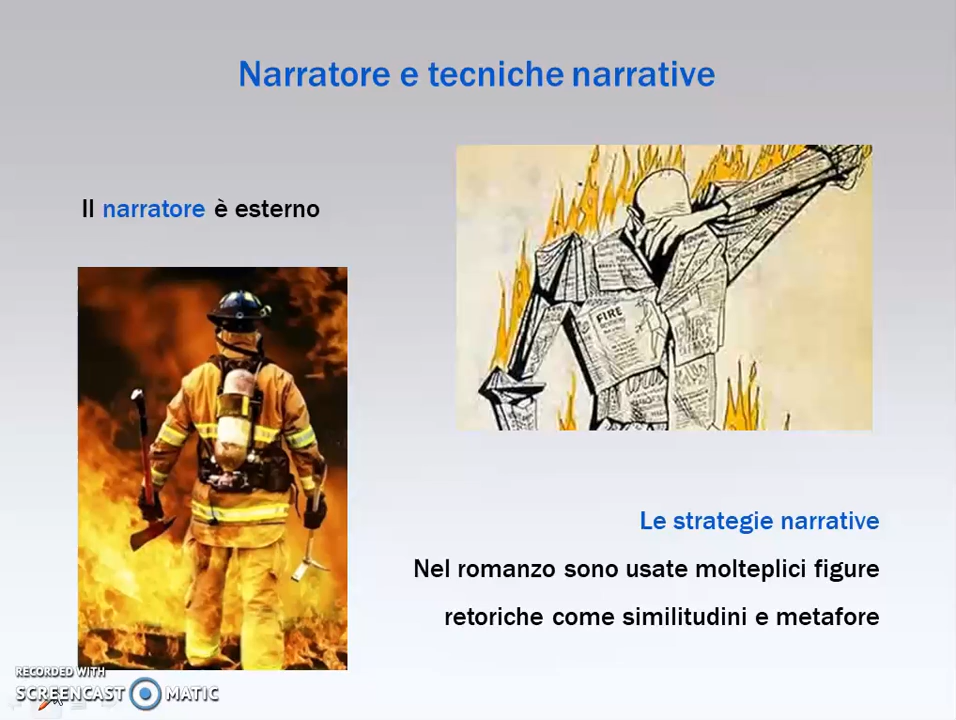 Narratore e tecniche narrative
Il narratore è esterno
FIRE
Le strategie narrative
Nel romanzo sono usate molteplici figure
retoriche come similitudini e metafore
RECORDED WITH
SCREENCAST MATIC